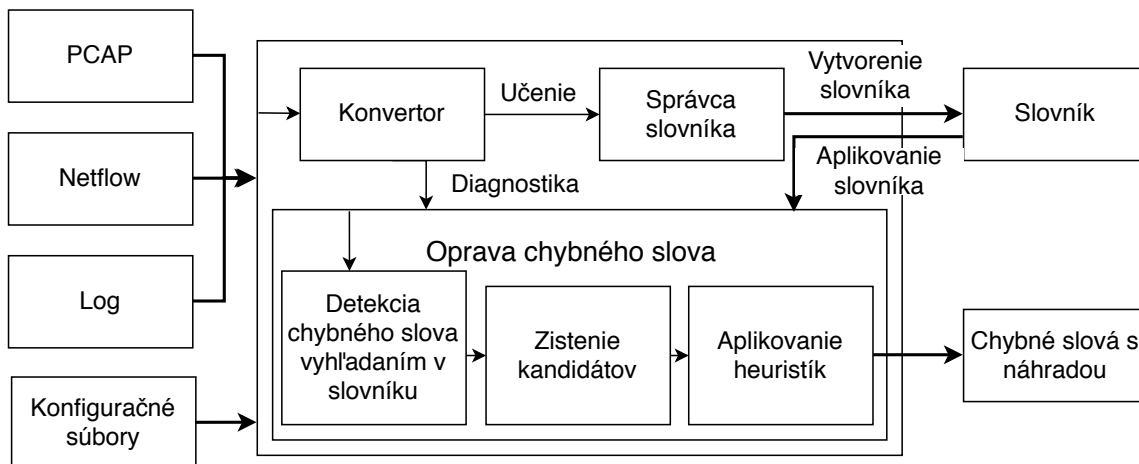 PCAP
Netflow
Log
Konfiguračné
súbory
Konvertor
Učenie
Správca
slovníka
Vytvorenie
slovníka
Slovník
Aplikovanie
slovníka
Diagnostika
Oprava chybného slova
Detekcia
chybného slova
vyhľadaním v
slovníku
Zistenie
kandidátov
Aplikovanie
heuristík
Chybné slová s
náhradou